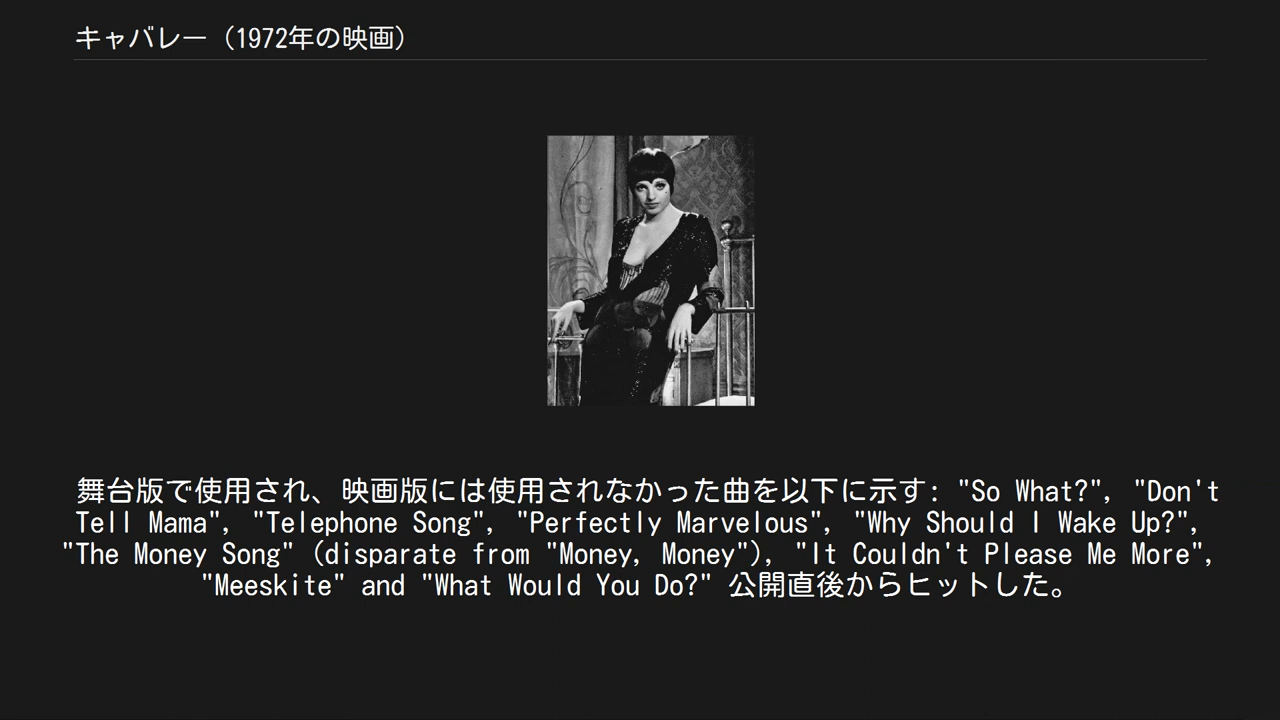 キャバレー (1972年の映画)
舞台版で使用され、映画版には使用されなかった曲を以下に示す: "So What?", "Don't
Tell Mama", "Telephone Song", "Perfectly Marvelous", "Why Should I Wake Up?",
"The Money Song" (disparate from "Money, Money"), "It Couldn't Please Me More",
"Meeskite" and "What Would You Do?" 公開直後からヒットした。